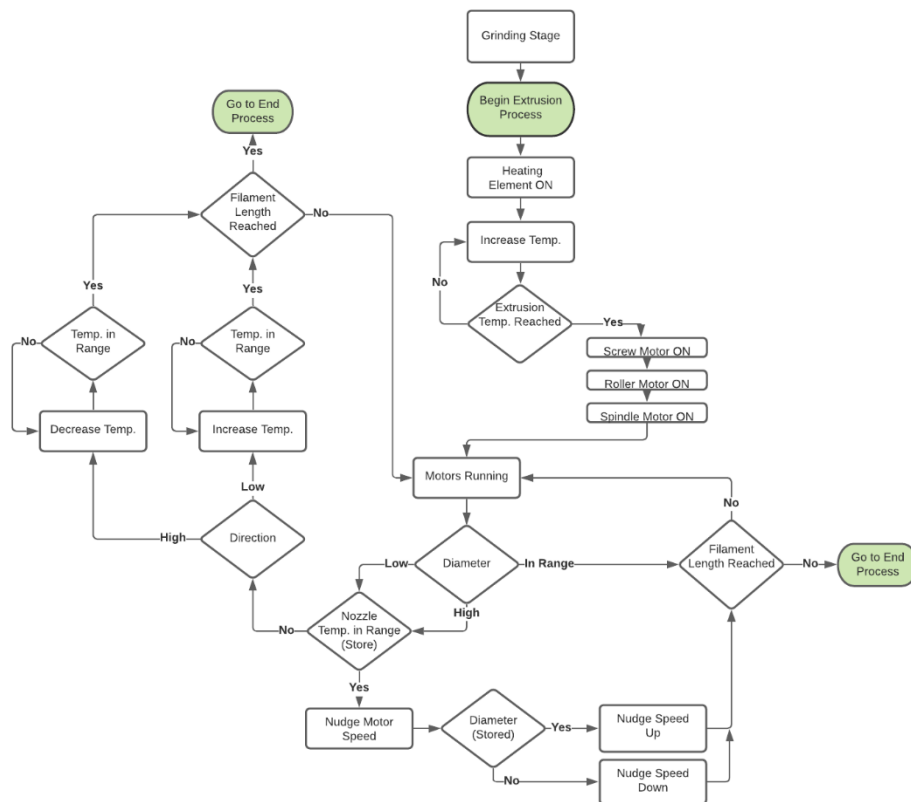 Grinding Stage
Begin Extrusion
Process
Go to End
Process
Yes
Heating
Element ON
Filament
Length
Reached
No
Increase Temp.
No
Yes
Yes
Extrusion
Temp. Reached
Yes
No
Temp. in
Range
No
Temp. in
Range
Screw Motor ON
Roller Motor ON
Decrease Temp.
Increase Temp.
Spindle Motor ON
Motors Running
Low
No
High
Direction
Low
Diameter
In Range
Filament
Length Reached
No
Go to End
Process
High
No
Nozzle
Temp. in Range
(Store)
Yes
Nudge Motor
Speed
Diameter
(Stored)
Yes
Nudge Speed
Up
No
Nudge Speed
Down